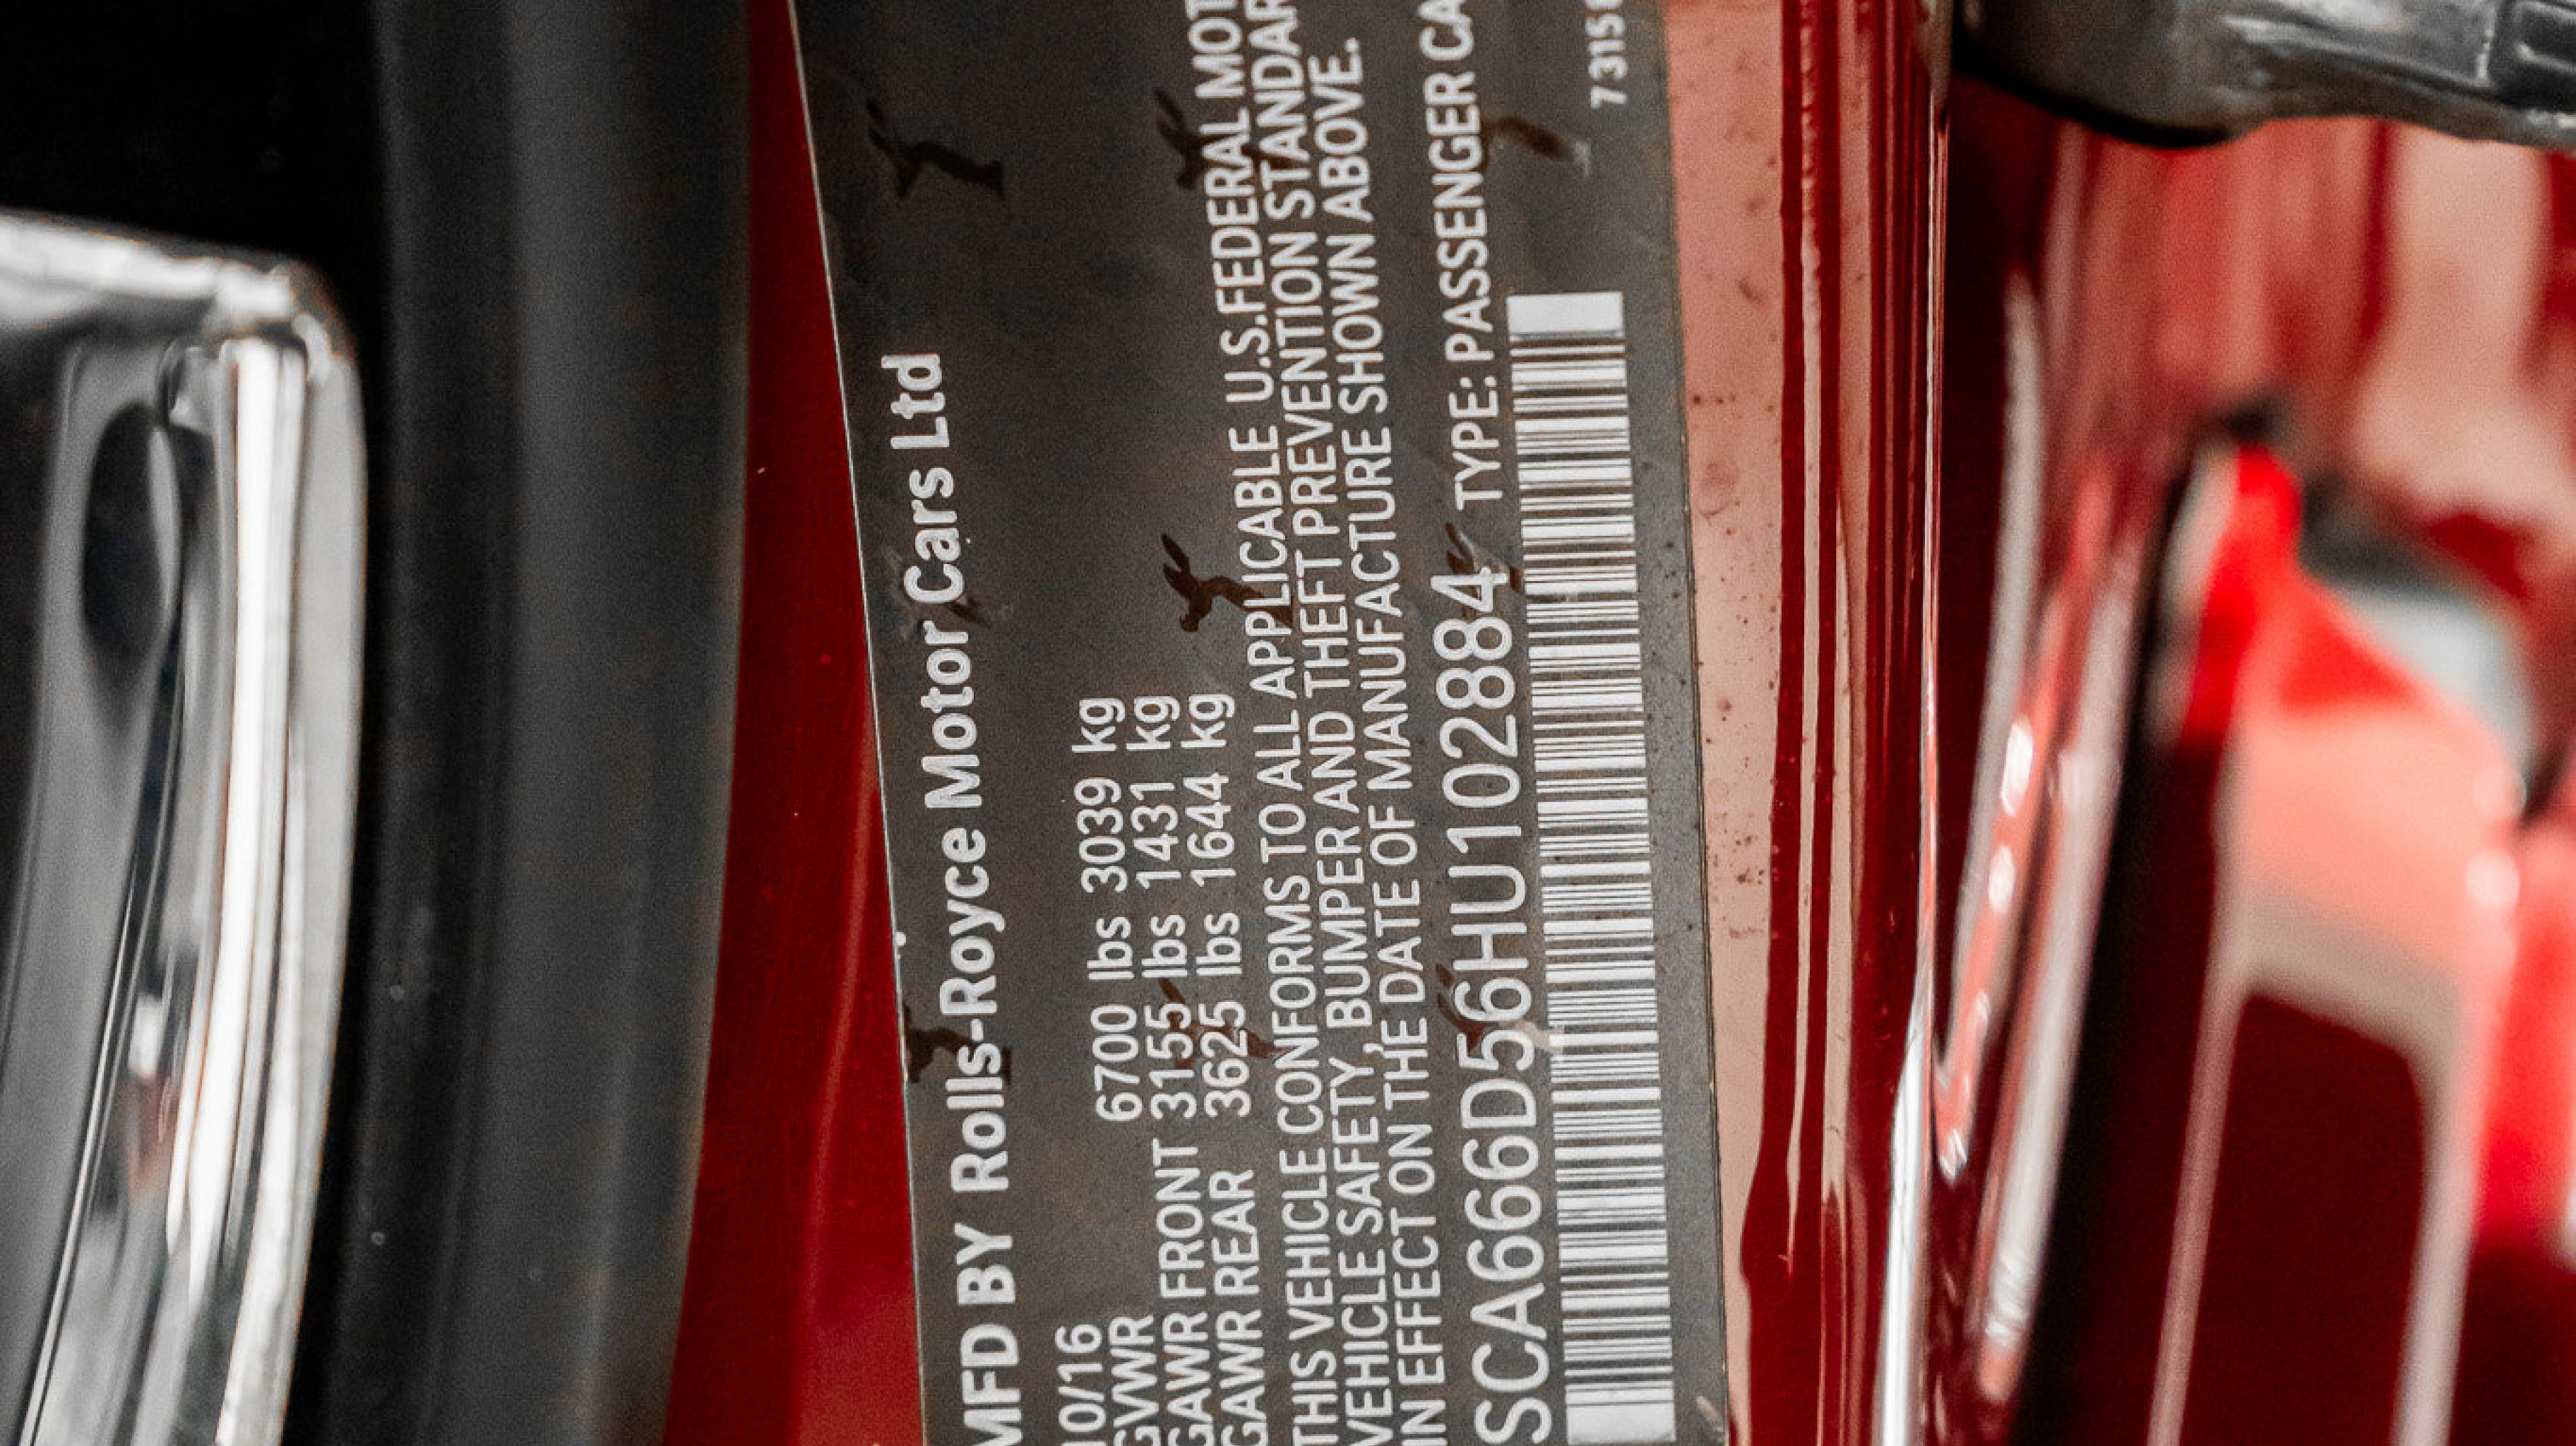 MFD BY Rolls-Royce Motor Cars Ltd
10/16
GVWR 6700 lbs 3039 kg
GAWR FRONT 3155 lbs 1431 kg
GAWR REAR 3625 lbs 1644 kg
THIS VEHICLE CONFORMS TO ALL APPLICABLE U.S.FEDERAL MOT
VEHICLE SAFETY, BUMPER AND THEFT PREVENTION STANDAR
IN EFFECT ON THE DATE OF MANUFACTURE SHOWN ABOVE.
SCA666D56HU102884 TYPE: PASSENGER CA
7315